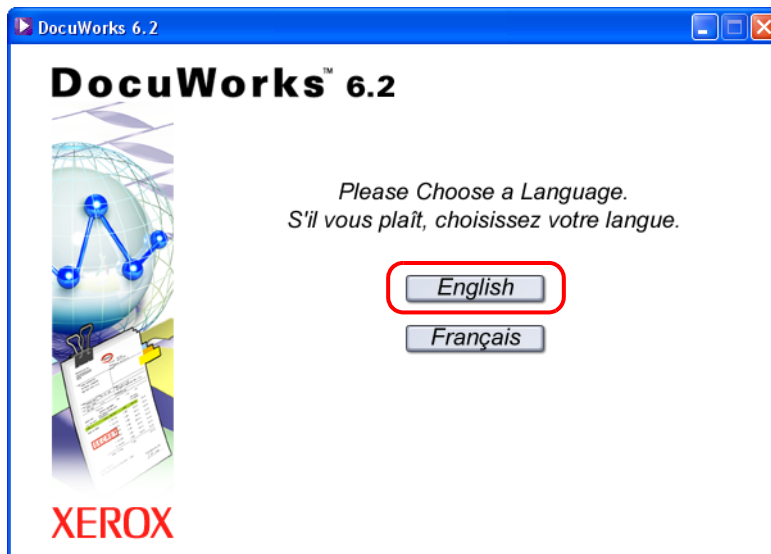 DocuWorks 6.2
DocuWorks™ 6.2
Please Choose a Language.
S'il vous plaît, choisissez votre langue.
English
Français
XEROX